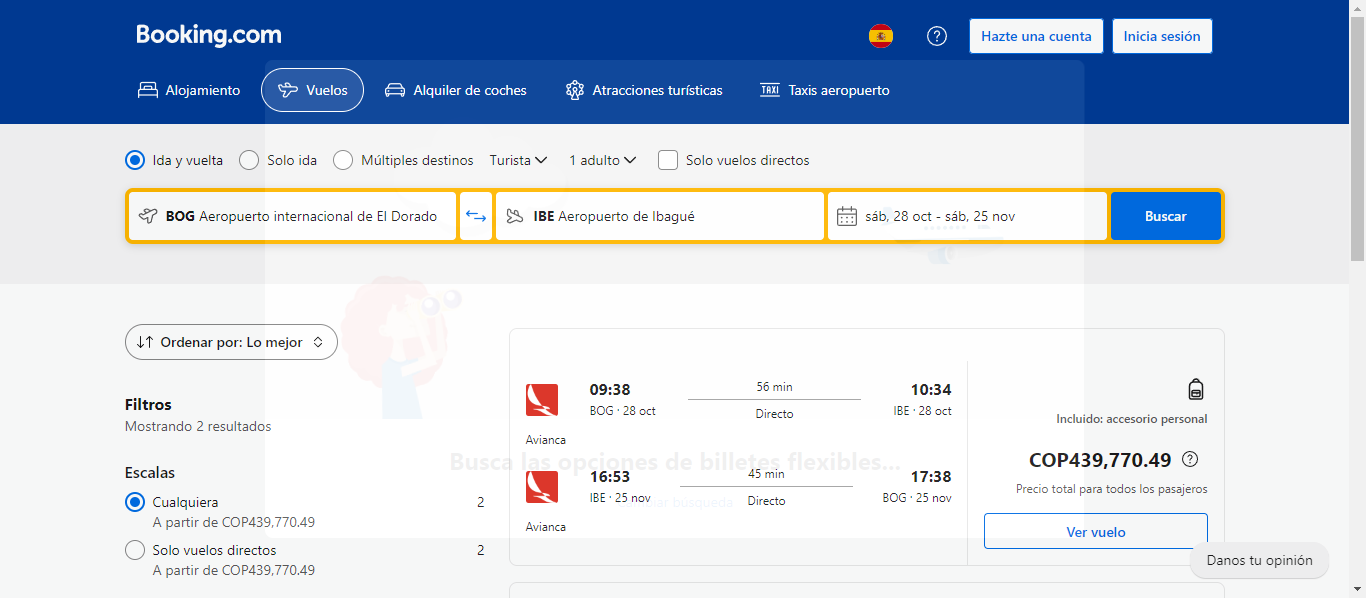 Booking.com
Hazte una cuenta
Inicia sesión
Alojamiento
Vuelos
Alquiler de coches
Atracciones turísticas
TAXI Taxis aeropuerto
Ida y vuelta Solo ida Múltiples destinos Turista 1 adulto Solo vuelos directos
BOG Aeropuerto internacional de El Dorado
IBE Aeropuerto de Ibagué
sáb, 28 oct - sáb, 25 nov
Buscar
Ordenar por: Lo mejor
Filtros
Mostrando 2 resultados
Escalas
Cualquiera 2
A partir de COP439,770.49
Solo vuelos directos 2
A partir de COP439,770.49
09:38 56 min 10:34
BOG · 28 oct Directo IBE · 28 oct
Avianca
Busca las opciones de billetes flexibles...
16:53 45 min 17:38
IBE · 25 nov Directo BOG · 25 nov
Avianca
Incluido: accesorio personal
COP439,770.49
Precio total para todos los pasajeros
Ver vuelo
Danos tu opinión